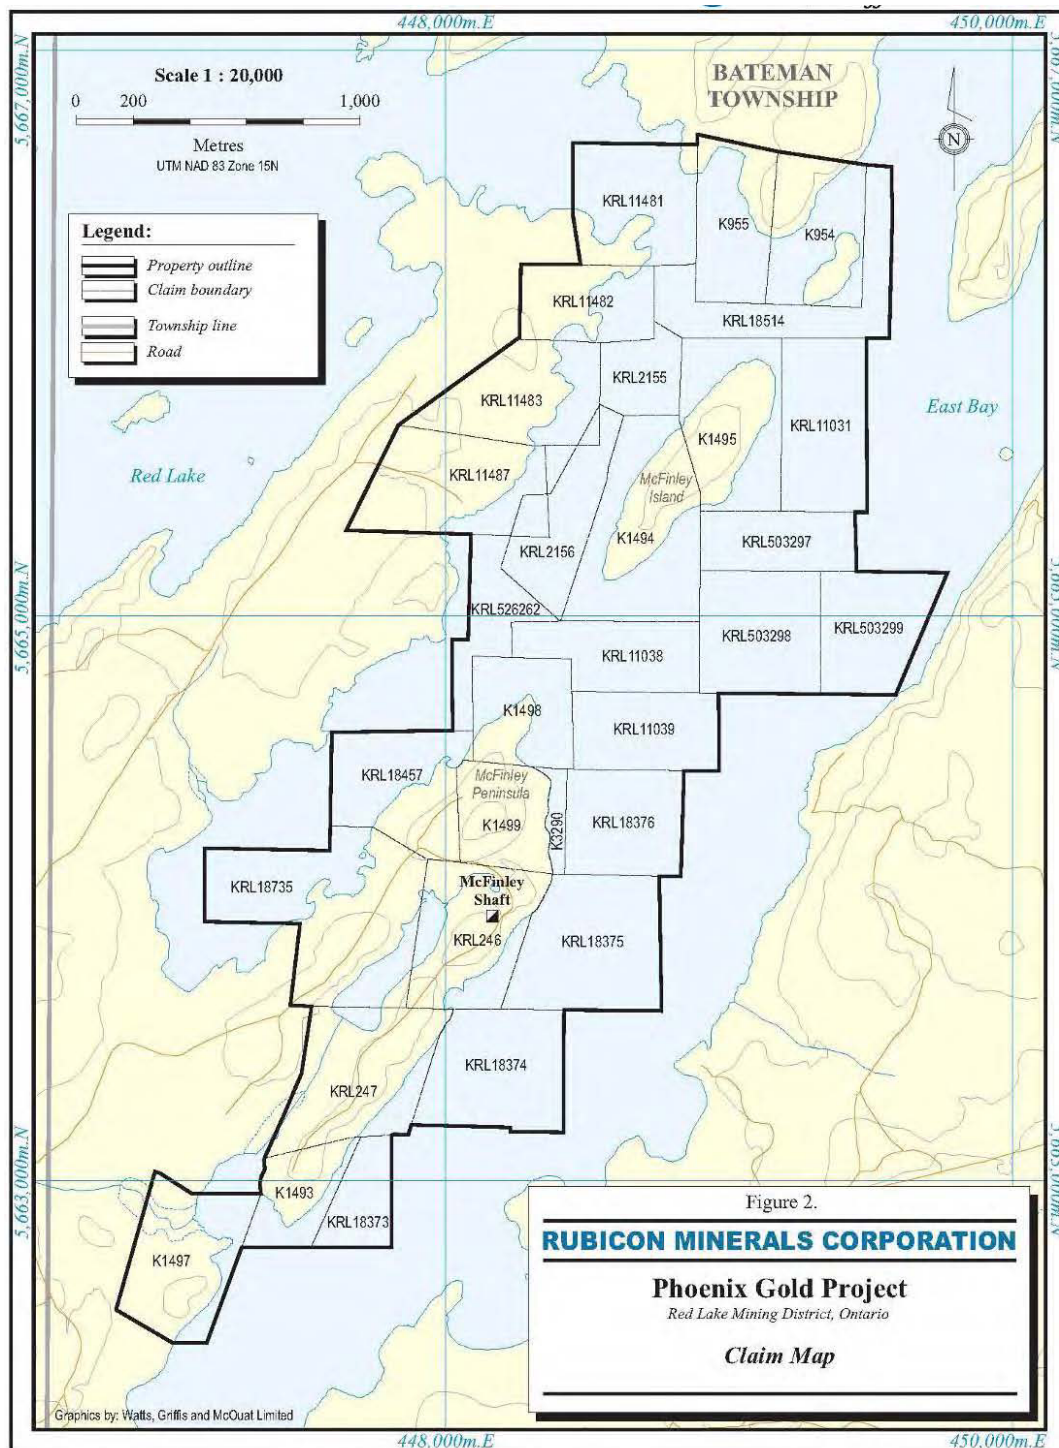 448,000m.E
450,000m.E
5,667,000m.N
Scale 1 : 20,000
0 200 1,000
Metres
UTM NAD 83 Zone 15N
BATEMAN
TOWNSHIP
N
Legend:
Property outline
Claim boundary
Township line
Road
KRL11481
K955
K954
KRL11482
KRL18514
KRL2155
KRL11483
East Bay
K1495
KRL11031
Red Lake
KRL11487
McFinley
Island
K1494
KRL503297
KRL2156
KRL526262
5,665,000m.N
KRL503298
KRL503299
KRL11038
K1498
KRL11039
KRL18457
McFinley
Peninsula
K1499
K3290
KRL18376
McFinley
Shaft
KRL18735
KRL246
KRL18375
KRL18374
KRL247
5,663,000m.N
K1493
KRL18373
K1497
Figure 2.
RUBICON MINERALS CORPORATION
Phoenix Gold Project
Red Lake Mining District, Ontario
Claim Map
Graphics by: Watts, Griffis and McOuat Limited
448,000m.E
450,000m.E